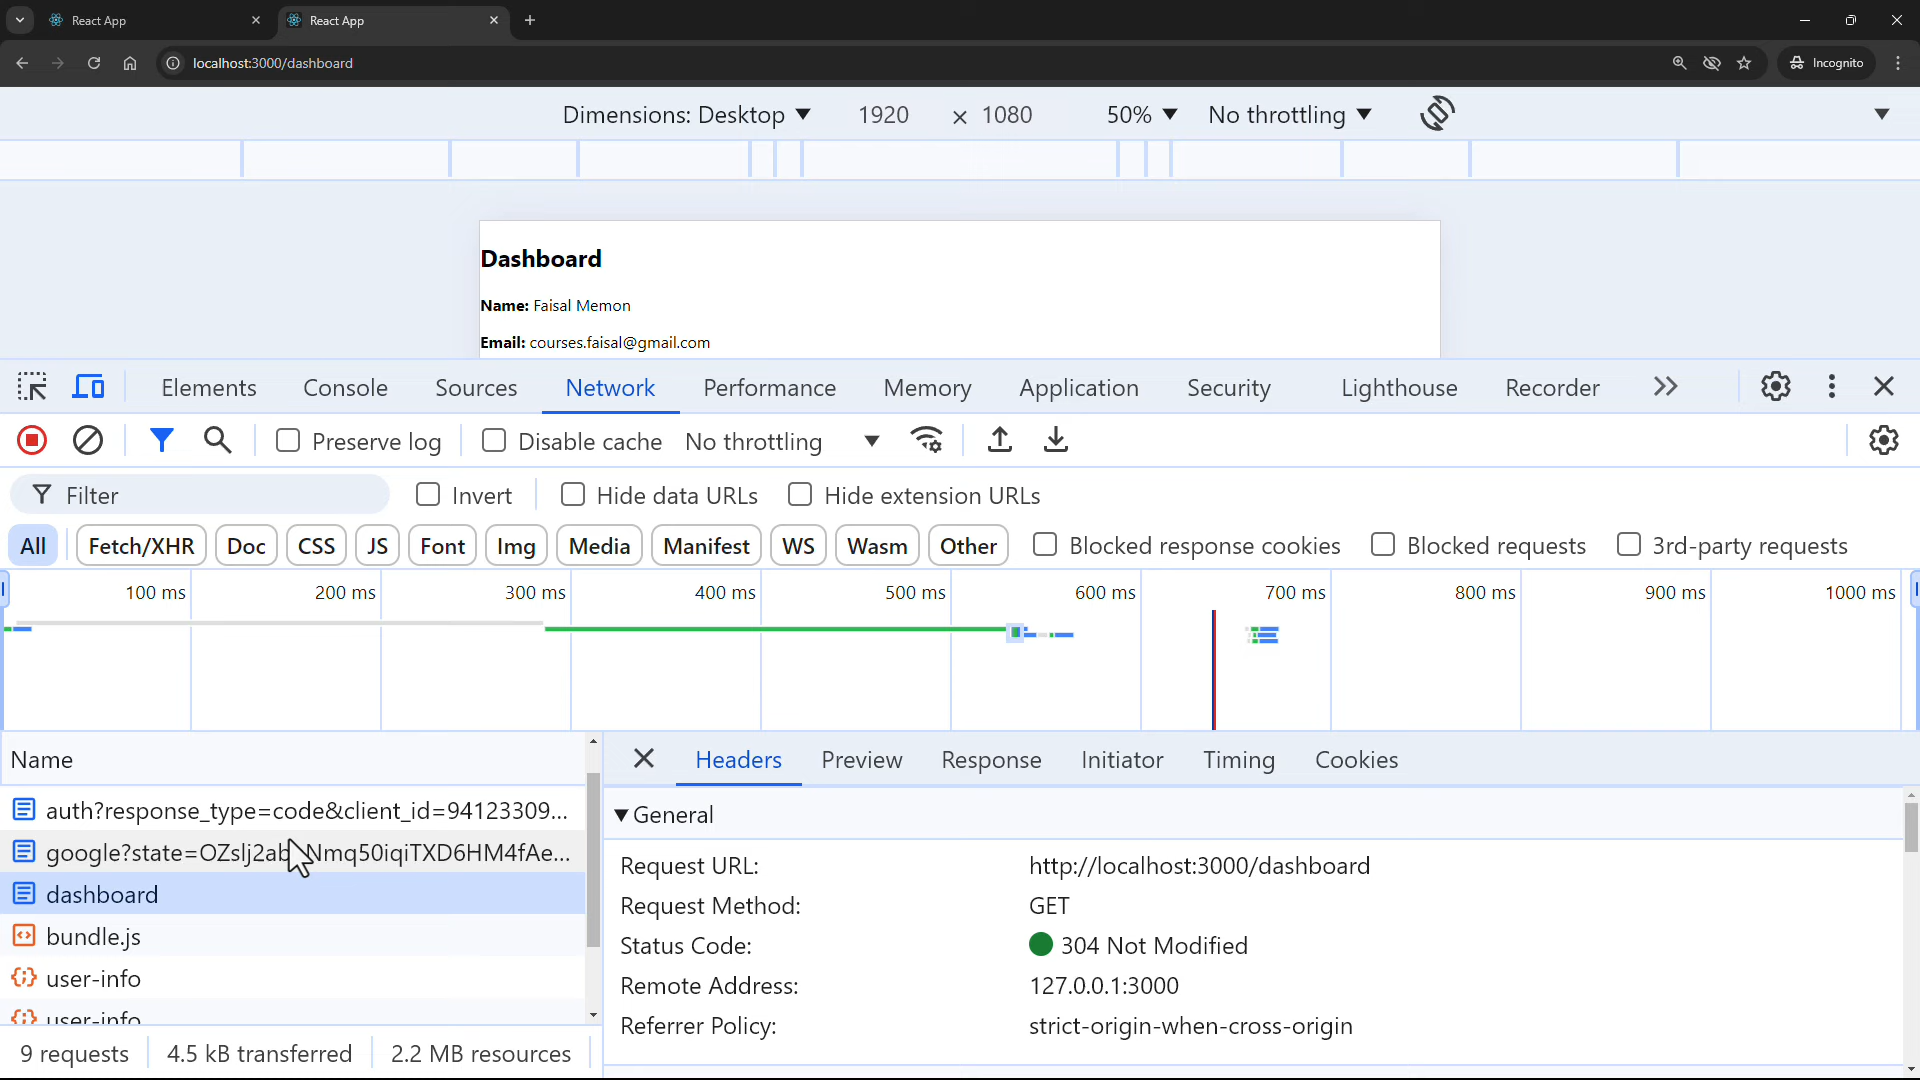 React App
React App
localhost:3000/dashboard
Incognito
Dimensions: Desktop 1920 × 1080 50% No throttling
Dashboard
Name: Faisal Memon
Email: courses.faisal@gmail.com
Elements Console Sources Network Performance Memory Application Security Lighthouse Recorder
Preserve log Disable cache No throttling
Filter Invert Hide data URLs Hide extension URLs
All Fetch/XHR Doc CSS JS Font Img Media Manifest WS Wasm Other Blocked response cookies Blocked requests 3rd-party requests
100 ms 200 ms 300 ms 400 ms 500 ms 600 ms 700 ms 800 ms 900 ms 1000 ms
Name
auth?response_type=code&client_id=94123309...
dashboard
bundle.js
user-info
user-info
9 requests 4.5 kB transferred 2.2 MB resources
Headers Preview Response Initiator Timing Cookies
General
Request URL: http://localhost:3000/dashboard
Request Method: GET
Status Code: 304 Not Modified
Remote Address: 127.0.0.1:3000
Referrer Policy: strict-origin-when-cross-origin